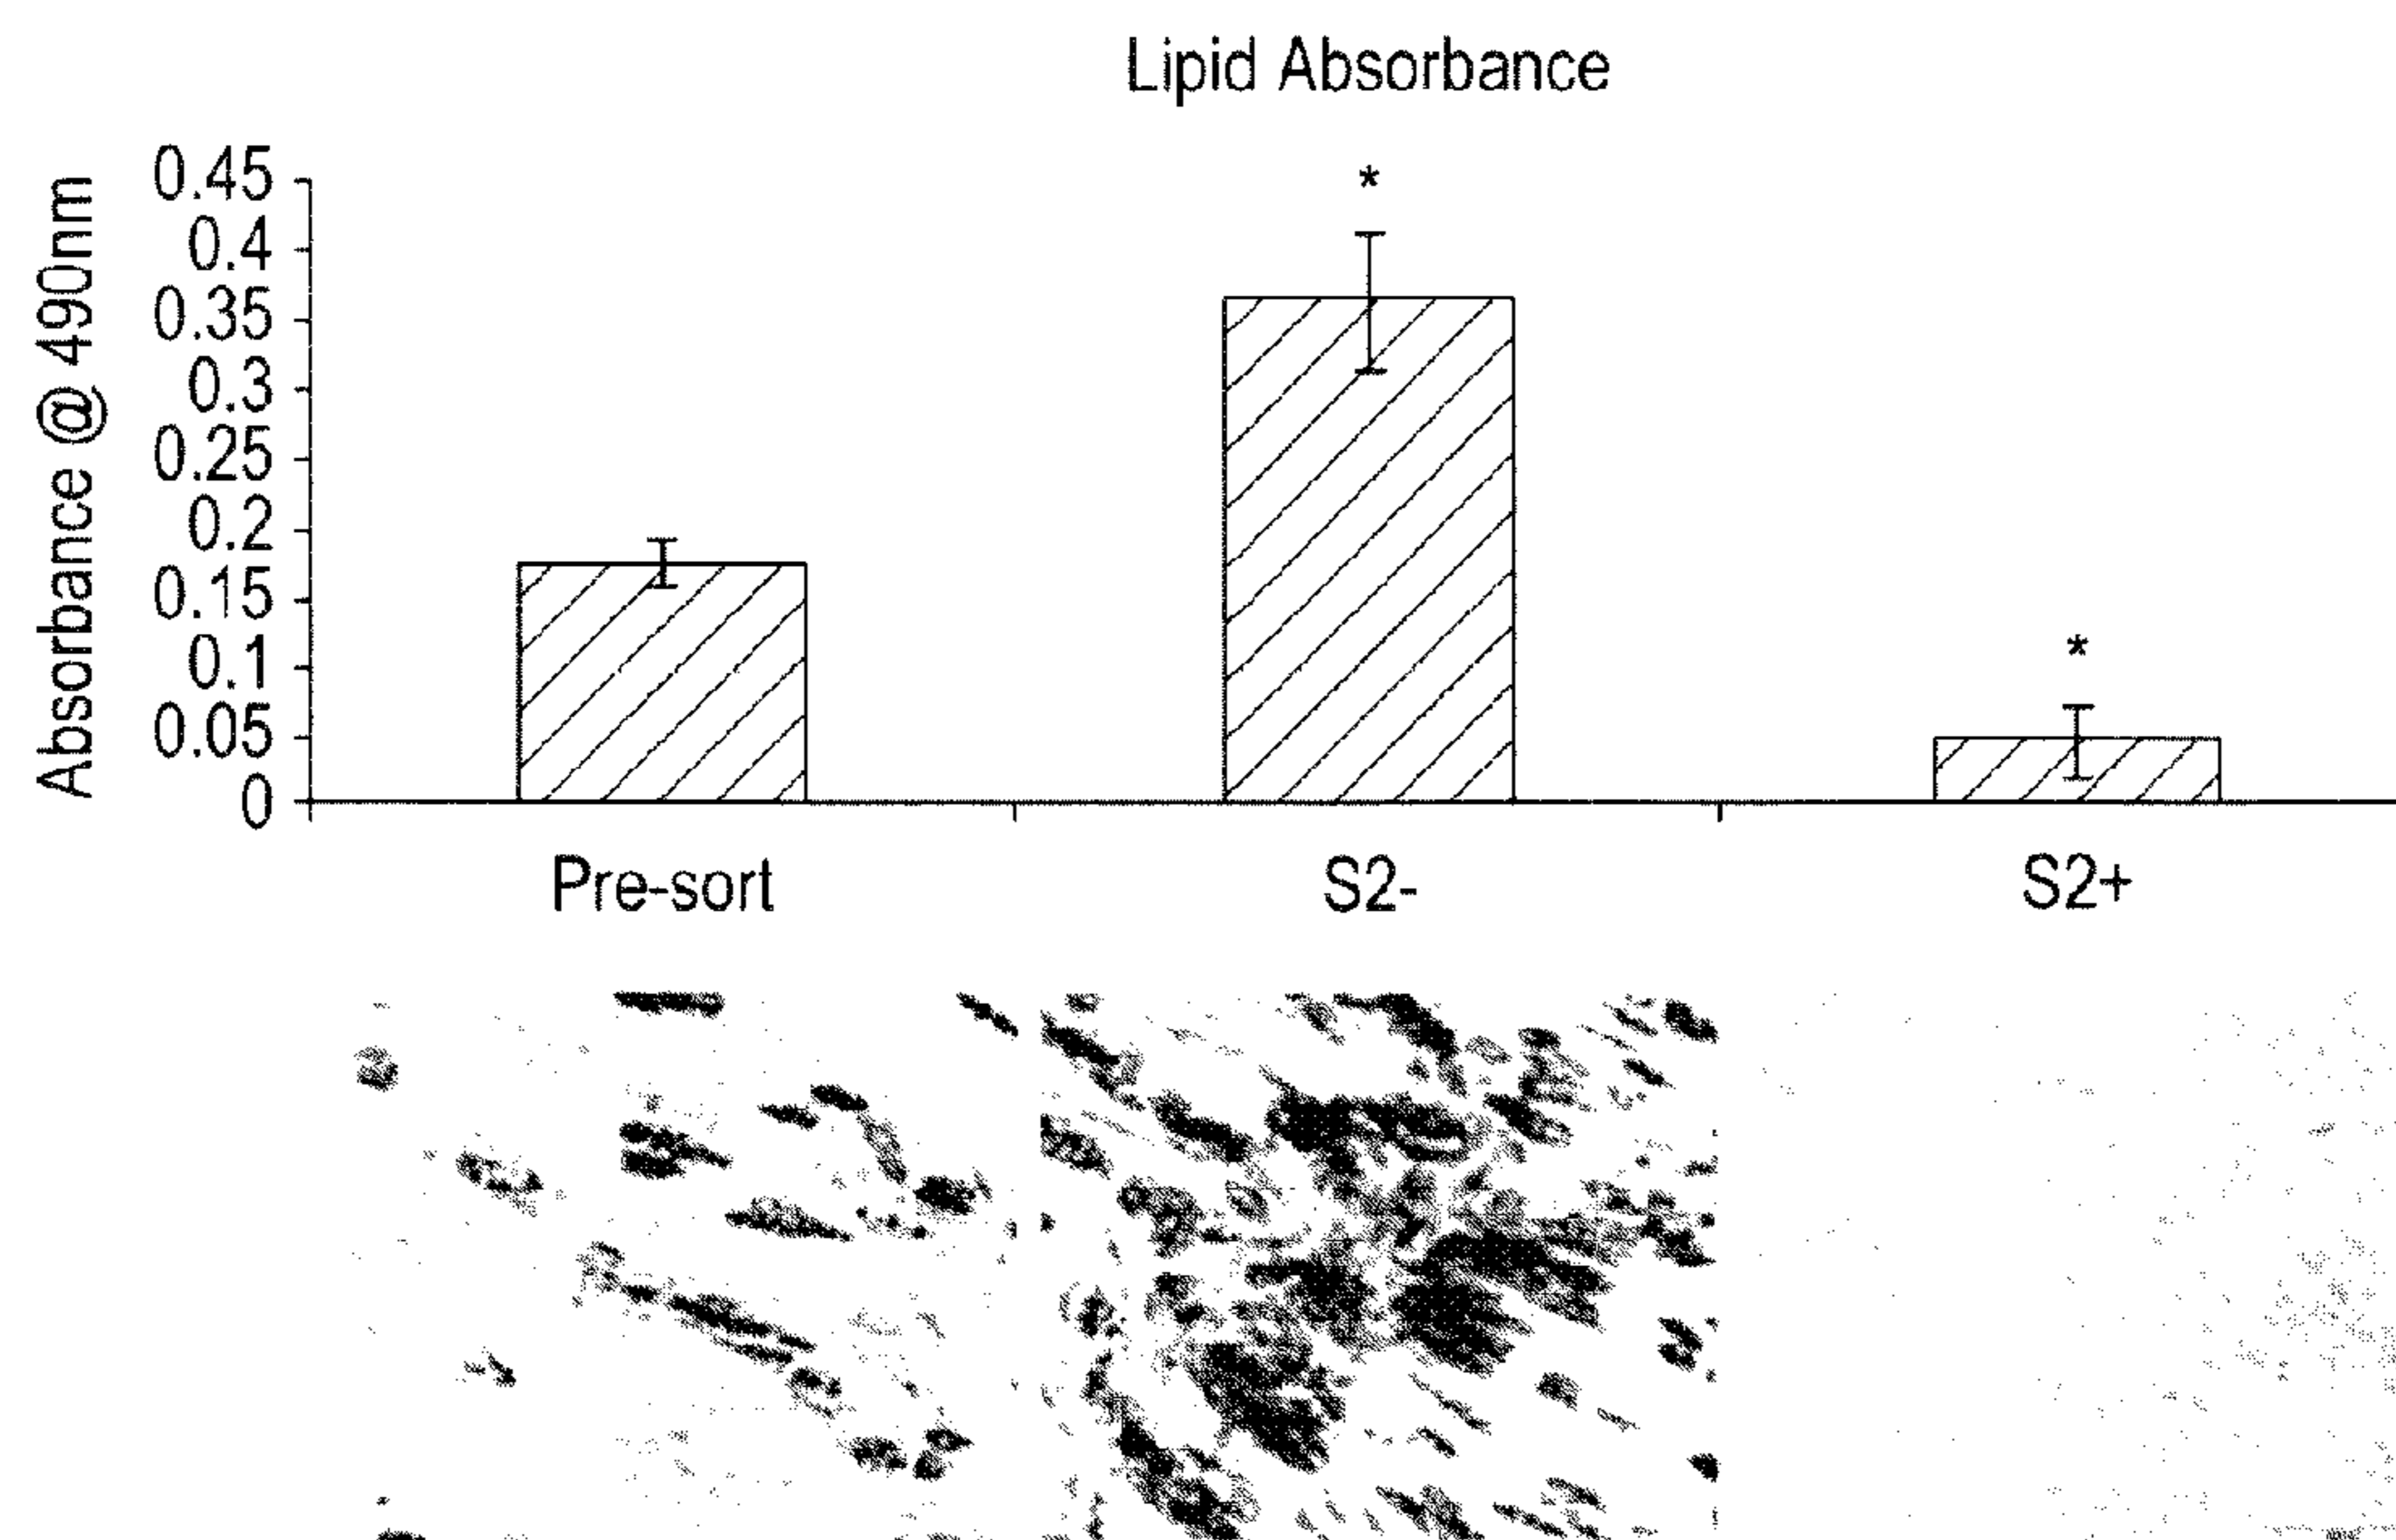 Lipid Absorbance
Absorbance @ 490nm
0.45
0.4
0.35
0.3
0.25
0.2
0.15
0.1
0.05
0
*
*
Pre-sort
S2-
S2+